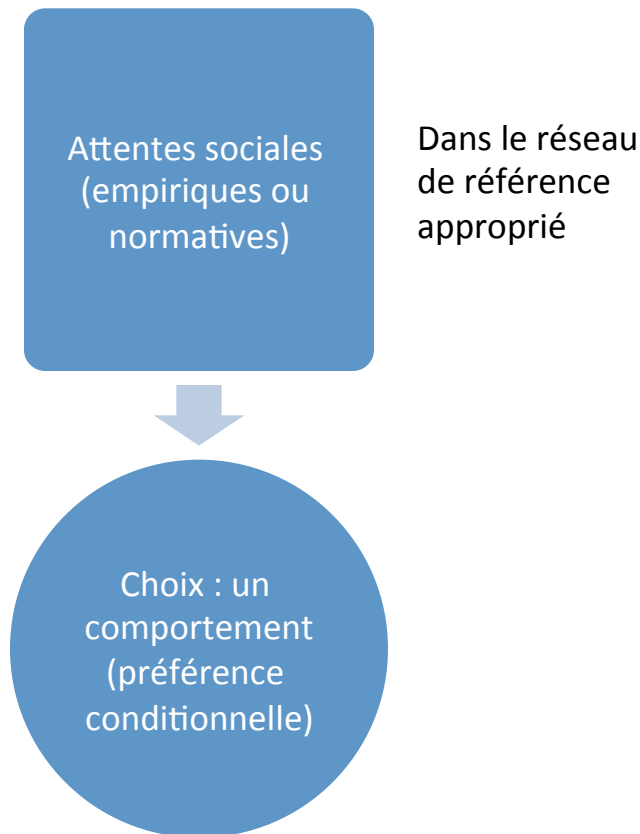 Attentes sociales
(empiriques ou
normatives)
Dans le réseau
de référence
approprié
Choix : un
comportement
(préférence
conditionnelle)